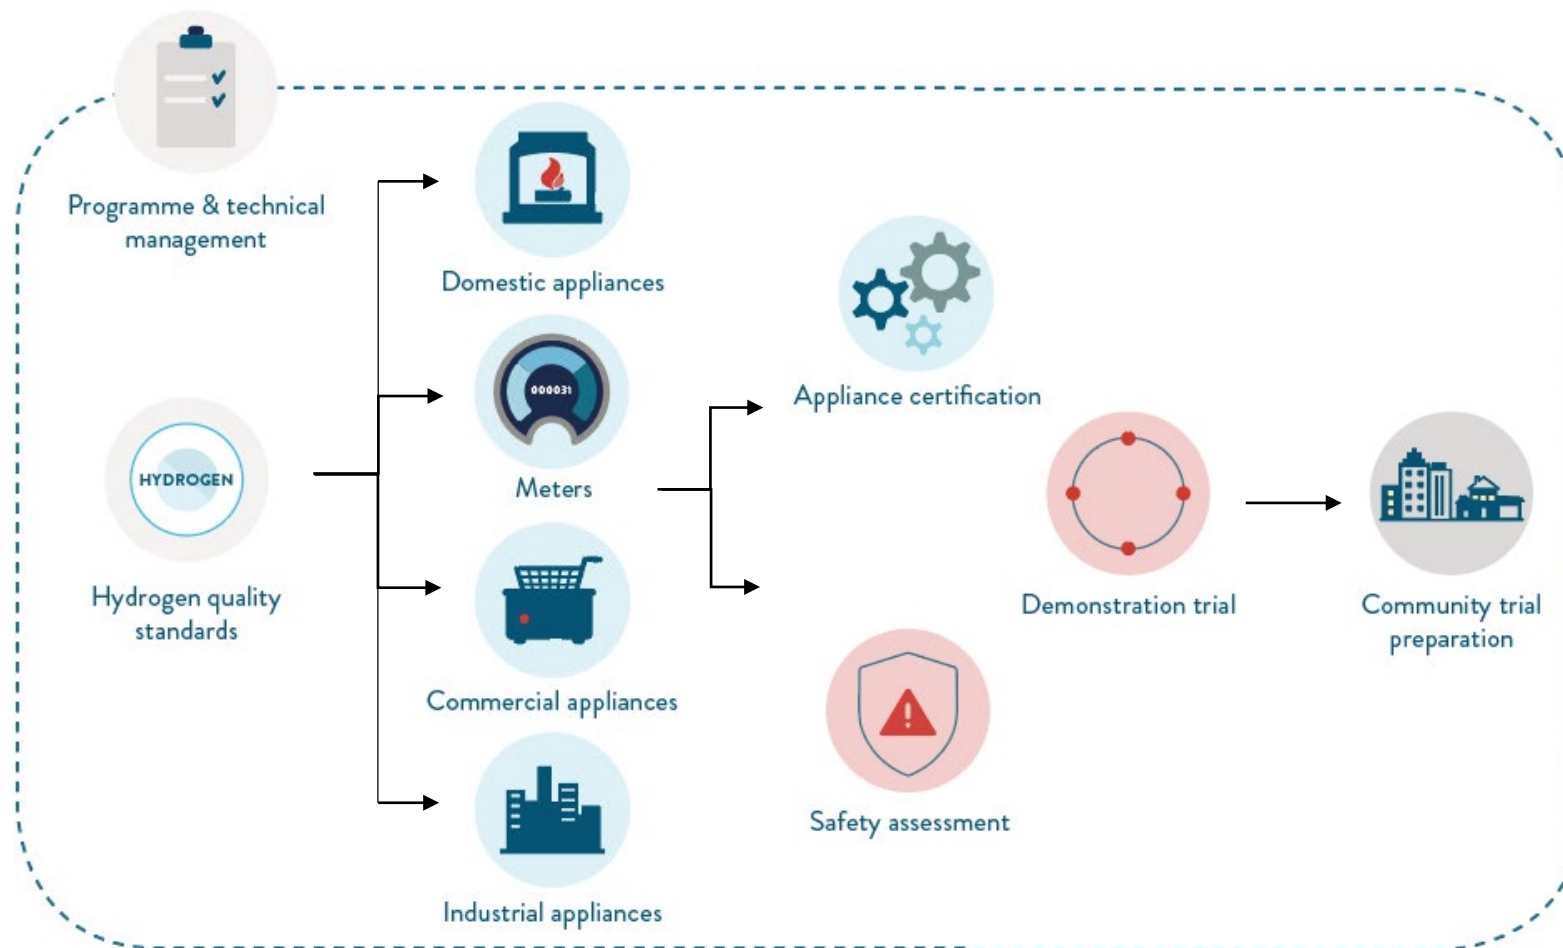 Programme & technical
management
HYDROGEN
Hydrogen quality
standards
Domestic appliances
000031
Meters
Commercial appliances
Industrial appliances
Appliance certification
Safety assessment
Demonstration trial
Community trial
preparation